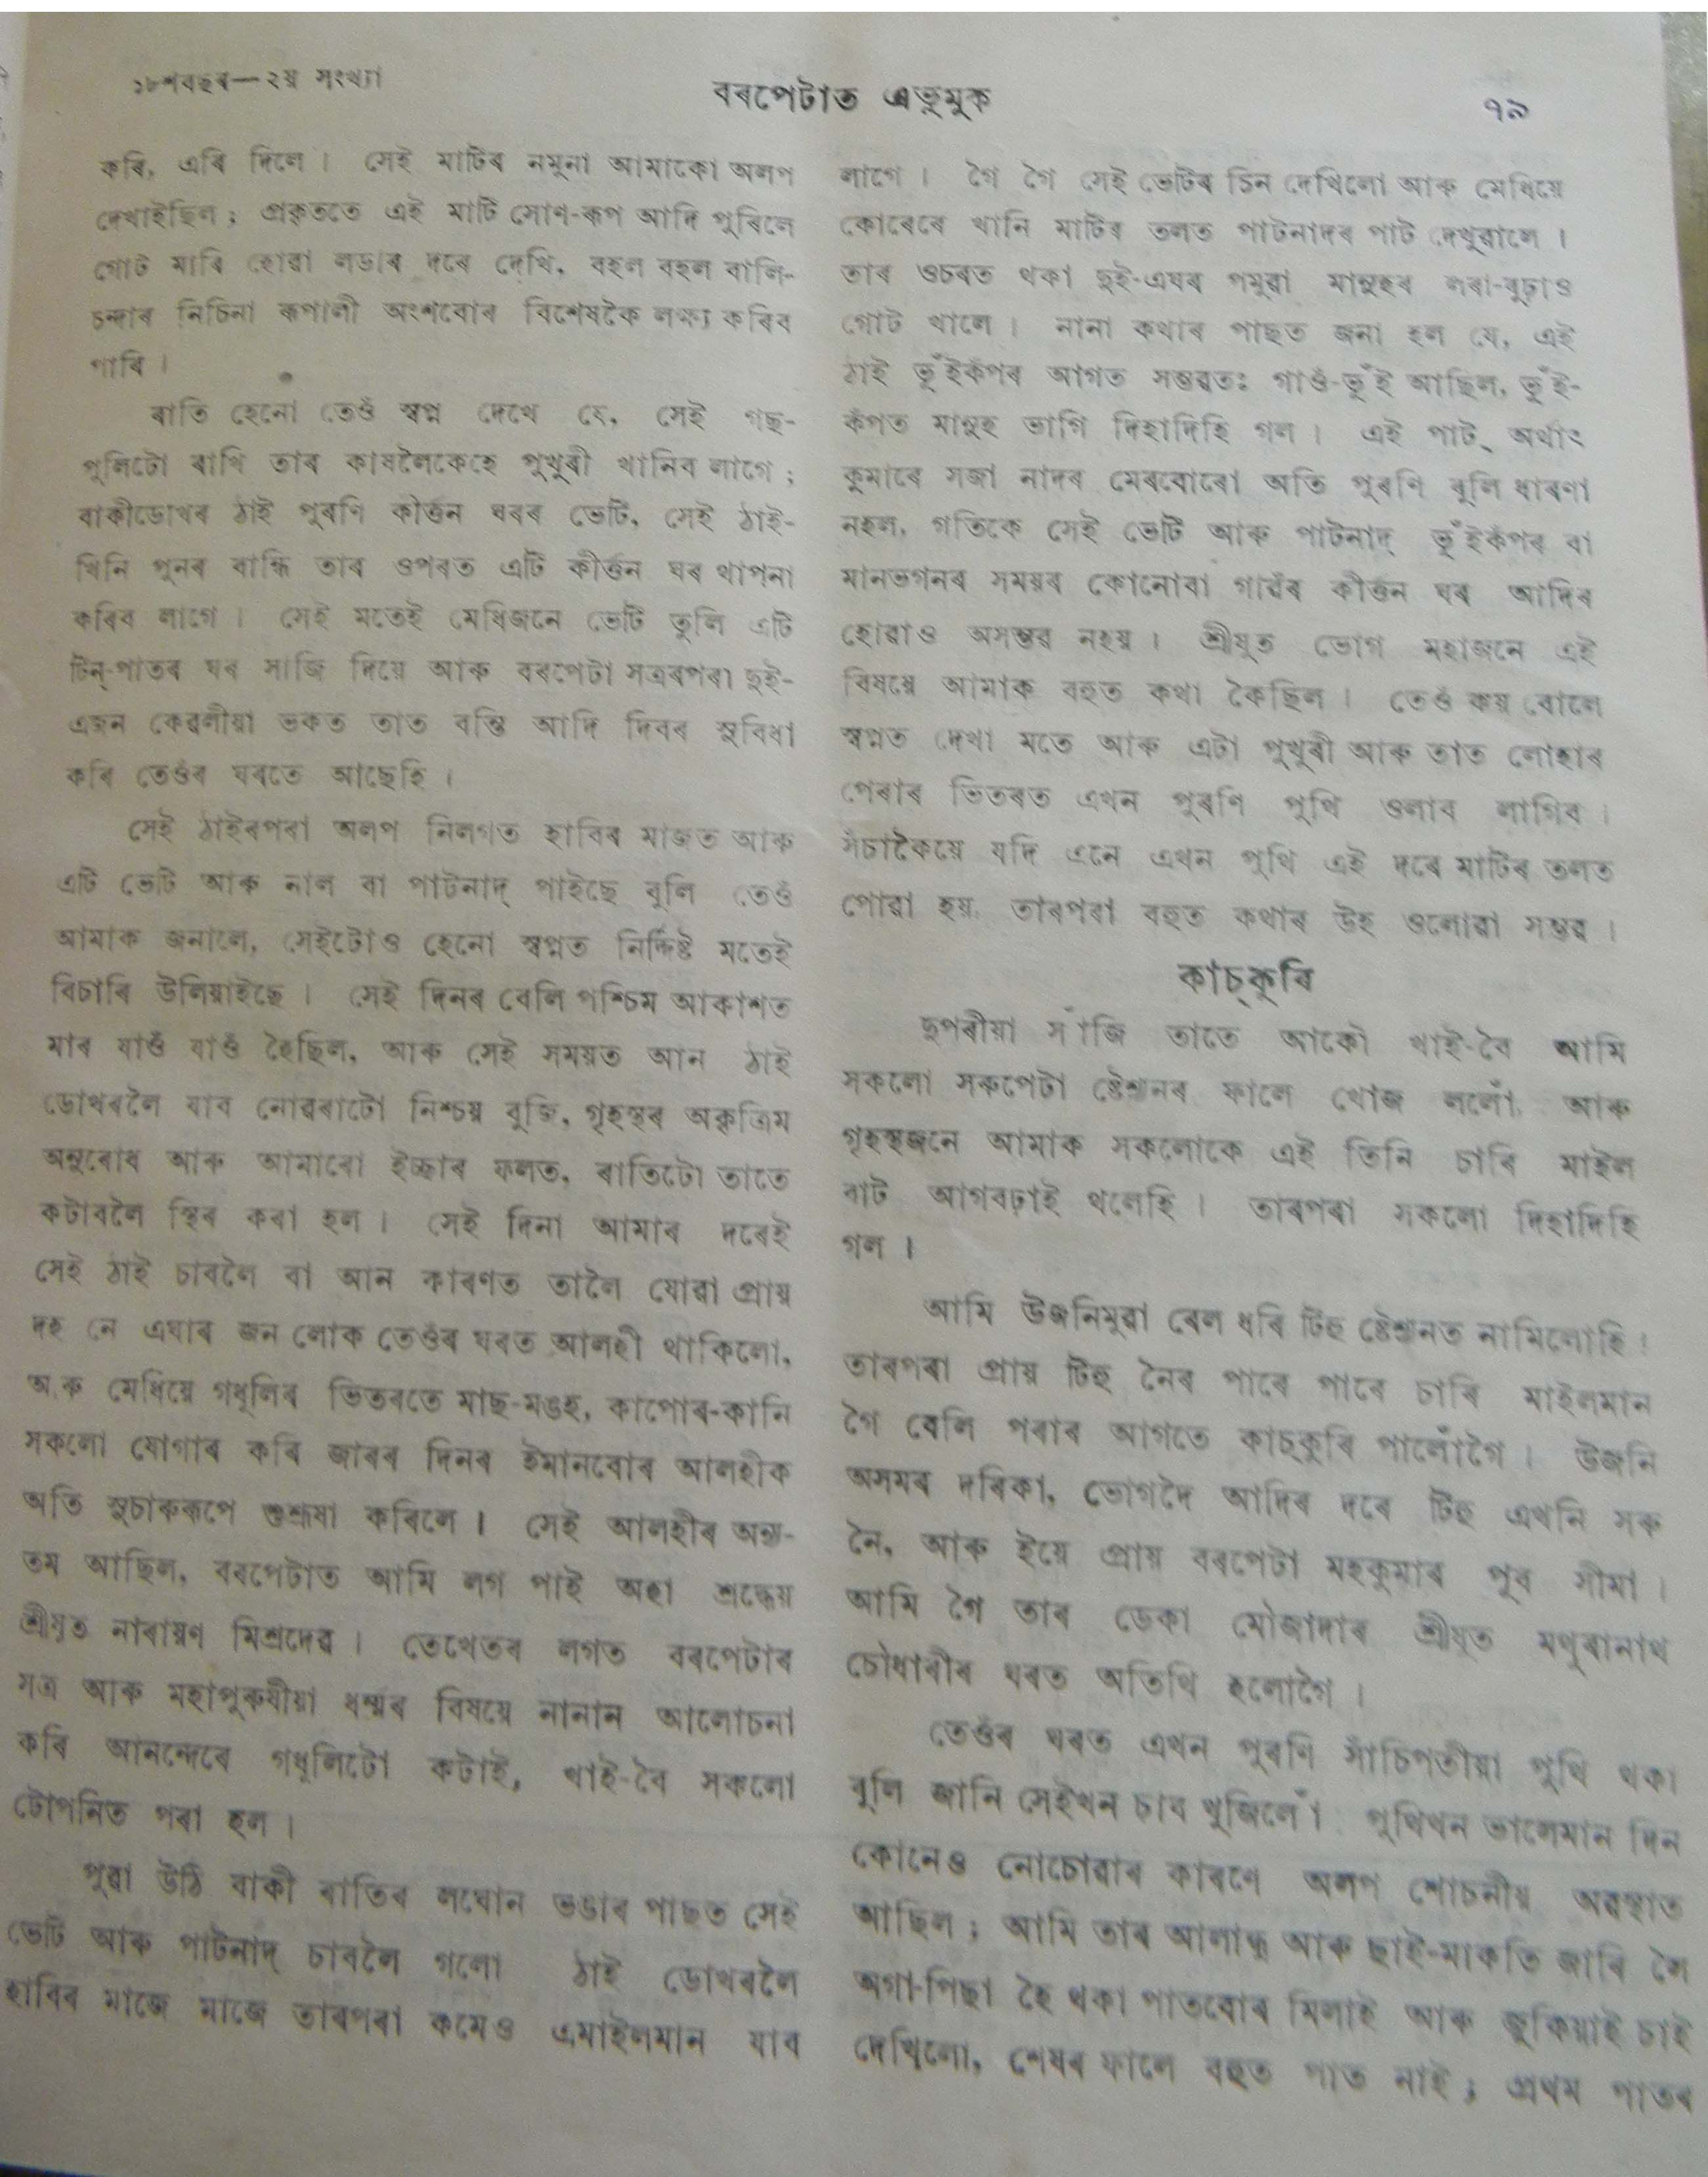 ১৮শবছৰ—২য় সংখ্যা
বৰপেটাত এভুমুক
৭৯
কৰি, এৰি দিলে । সেই মাটিৰ নমুনা আমাকো অলপ
দেখাইছিল ; প্ৰকৃততে এই মাটি সোণ-ৰূপ আদি পুৰিলে
গোট মাৰি হোৱা লডাৰ দৰে দেখি, বহল বহল বালি-
চন্দাৰ নিচিনা ৰূপালী অংশবোৰ বিশেষকৈ লক্ষ্য কৰিব
পাৰি ।
ৰাতি হেনো তেওঁ স্বপ্ন দেখে যে, সেই গছ-
পুলিটো ৰাখি তাৰ কাষলৈকেহে পুখুৰী খানিব লাগে ;
বাকীডোখৰ ঠাই পুৰণি কীৰ্ত্তন ঘৰৰ ভেটি, সেই ঠাই-
খিনি পুনৰ বান্ধি তাৰ ওপৰত এটি কীৰ্ত্তন ঘৰ থাপনা
কৰিব লাগে । সেই মতেই মেধিজনে ভেটি তুলি এটি
টিন্-পাতৰ ঘৰ সাজি দিয়ে আৰু বৰপেটা সত্ৰৰপৰা দুই-
এজন কেৱলীয়া ভকত তাত বন্তি আদি দিবৰ সুবিধা
কৰি তেওঁৰ ঘৰতে আছেহি ।
সেই ঠাইৰপৰা অলপ নিলগত হাবিৰ মাজত আৰু
এটি ভেটি আৰু নাল বা পাটনাদ্ পাইছে বুলি তেওঁ
আমাক জনালে, সেইটোও হেনো স্বপ্নত নিৰ্দ্দিষ্ট মতেই
বিচাৰি উলিয়াইছে । সেই দিনৰ বেলি পশ্চিম আকাশত
মাৰ যাওঁ যাওঁ হৈছিল, আৰু সেই সময়ত আন ঠাই
ডোখৰলৈ যাব নোৱৰাটো নিশ্চয় বুজি, গৃহস্থৰ অকৃত্ৰিম
অনুৰোধ আৰু আমাৰো ইচ্ছাৰ ফলত, ৰাতিটো তাতে
কটাবলৈ স্থিৰ কৰা হল । সেই দিনা আমাৰ দৰেই
সেই ঠাই চাবলৈ বা আন কাৰণত তালৈ যোৱা প্ৰায়
দহ নে এঘাৰ জন লোক তেওঁৰ ঘৰত আলহী থাকিলো,
আৰু মেধিয়ে গধূলিৰ ভিতৰতে মাছ-মঙহ, কাপোৰ-কানি
সকলো যোগাৰ কৰি জাৰৰ দিনৰ ইমানবোৰ আলহীক
অতি সুচাৰুৰূপে শুশ্ৰূষা কৰিলে । সেই আলহীৰ অন্য-
তম আছিল, বৰপেটাত আমি লগ পাই অহা শ্ৰদ্ধেয়
শ্ৰীযুত নাৰায়ণ মিশ্ৰদেৱ । তেখেতৰ লগত বৰপেটাৰ
সত্ৰ আৰু মহাপুৰুষীয়া ধৰ্ম্মৰ বিষয়ে নানান আলোচনা
কৰি আনন্দেৰে গধূলিটো কটাই, খাই-বৈ সকলো
টোপনিত পৰা হল ।
পুৱা উঠি বাকী ৰাতিৰ লঘোন ভঙাৰ পাছত সেই
ভেটি আৰু পাটনাদ্ চাবলৈ গলো ঠাই ডোখৰলৈ
হাবিৰ মাজে মাজে তাৰপৰা কমেও এমাইলমান যাব
লাগে । গৈ গৈ সেই ভেটিৰ চিন দেখিলো আৰু মেধিয়ে
কোৰেৰে খানি মাটিৰ তলত পাটনাদৰ পাট দেখুৱালে ।
তাৰ ওচৰত থকা দুই-এঘৰ পমুৱা মানুহৰ লৰা-বুঢ়াও
গোট খালে । নানা কথাৰ পাছত জনা হল যে, এই
ঠাই ভূঁইকঁপৰ আগত সম্ভৱতঃ গাওঁ-ভূঁই আছিল, ভূঁই-
কঁপত মানুহ ভাগি দিহাদিহি গল । এই পাট্ অৰ্থাৎ
কুমাৰে সজা নাদৰ মেৰবোৰো অতি পুৰণি বুলি ধাৰণা
নহল, গতিকে সেই ভেটি আৰু পাটনাদ্ ভূঁইকঁপৰ বা
মানভগনৰ সময়ৰ কোনোবা গাৱঁৰ কীৰ্ত্তন ঘৰ আদিৰ
হোৱাও অসম্ভৱ নহয় । শ্ৰীযুত ভোগ মহাজনে এই
বিষয়ে আমাক বহুত কথা কৈছিল । তেওঁ কয় বোলে
স্বপ্নত দেখা মতে আৰু এটা পুখুৰী আৰু তাত লোহাৰ
পেৰাৰ ভিতৰত এখন পুৰণি পুথি ওলাব লাগিব ।
সঁচাকৈয়ে যদি এনে এখন পুথি এই দৰে মাটিৰ তলত
পোৱা হয়, তাৰপৰা বহুত কথাৰ উহ ওলোৱা সম্ভৱ ।
কাচ্‌কুৰি
দুপৰীয়া সাঁজি তাতে আকৌ খাই-বৈ আমি
সকলো সৰুপেটা ষ্টেশ্যনৰ ফালে খোজ ললোঁ, আৰু
গৃহস্থজনে আমাক সকলোকে এই তিনি চাৰি মাইল
বাট আগবঢ়াই থলেহি । তাৰপৰা সকলো দিহাদিহি
গল ।
আমি উজনিমুৱা ৰেল ধৰি টিহু ষ্টেশ্যনত নামিলোহি ।
তাৰপৰা প্ৰায় টিহু নৈৰ পাৰে পাৰে চাৰি মাইলমান
গৈ বেলি পৰাৰ আগতে কাচ্‌কুৰি পালোঁগৈ । উজনি
অসমৰ দৰিকা, ভোগদৈ আদিৰ দৰে টিহু এখনি সৰু
নৈ, আৰু ইয়ে প্ৰায় বৰপেটা মহকুমাৰ পূব সীমা ।
আমি গৈ তাৰ ডেকা মৌজাদাৰ শ্ৰীযুত মথুৰানাথ
চৌধাৰীৰ ঘৰত অতিথি হলোগৈ ।
তেওঁৰ ঘৰত এখন পুৰণি সাঁচিপতীয়া পুথি থকা
বুলি জানি সেইখন চাব খুজিলোঁ । পুথিখন ভালেমান দিন
কোনেও নোচোৱাৰ কাৰণে অলপ শোচনীয় অৱস্থাত
আছিল ; আমি তাৰ আলান্ধু আৰু ছাই-মাকতি জাৰি লৈ
অগা-পিছা হৈ থকা পাতবোৰ মিলাই আৰু জুকিয়াই চাই
দেখিলো, শেষৰ ফালে বহুত পাত নাই ; প্ৰথম পাতৰ